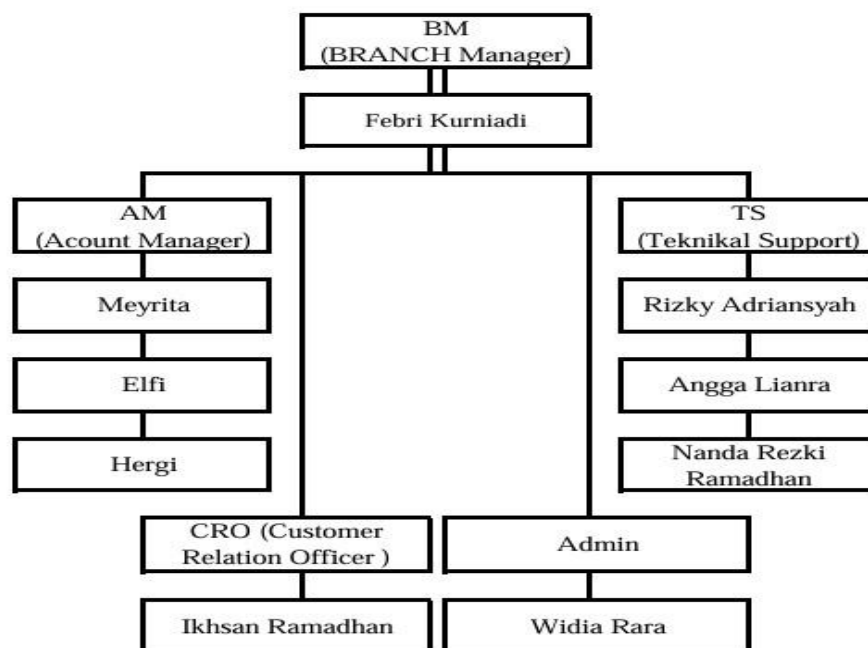 BM
(BRANCH Manager)
Febri Kurniadi
AM
(Acount Manager)
Meyrita
Elfi
Hergi
TS
(Teknikal Support)
Rizky Adriansyah
Angga Lianra
Nanda Rezki
Ramadhan
CRO (Customer
Relation Officer )
Ikhsan Ramadhan
Admin
Widia Rara